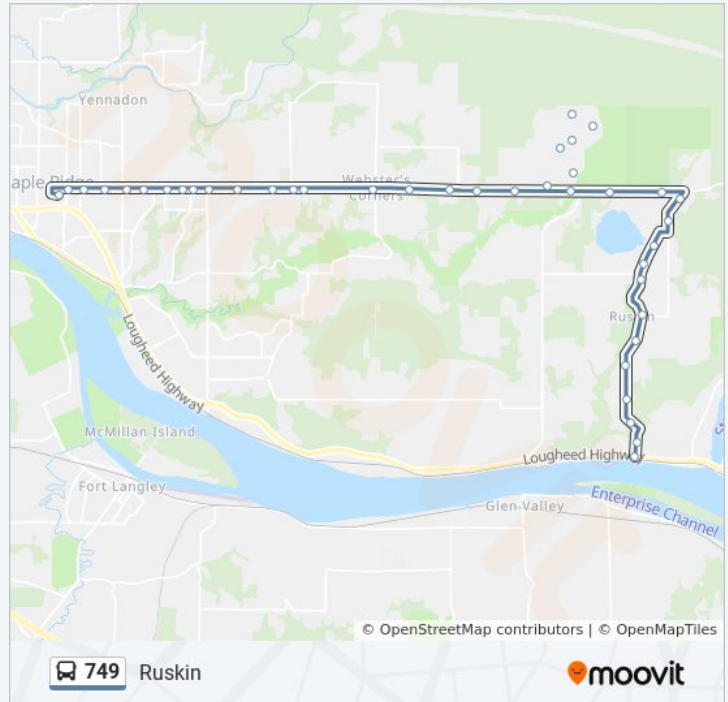 Yennadon
aple Ridge
Webster's
Corners
Ruskin
Lougheed Highway
McMillan Island
Lougheed Highway
Fort Langley
Glen Valley
Enterprise Channel
© OpenStreetMap contributors | © OpenMapTiles
749 Ruskin
moovit